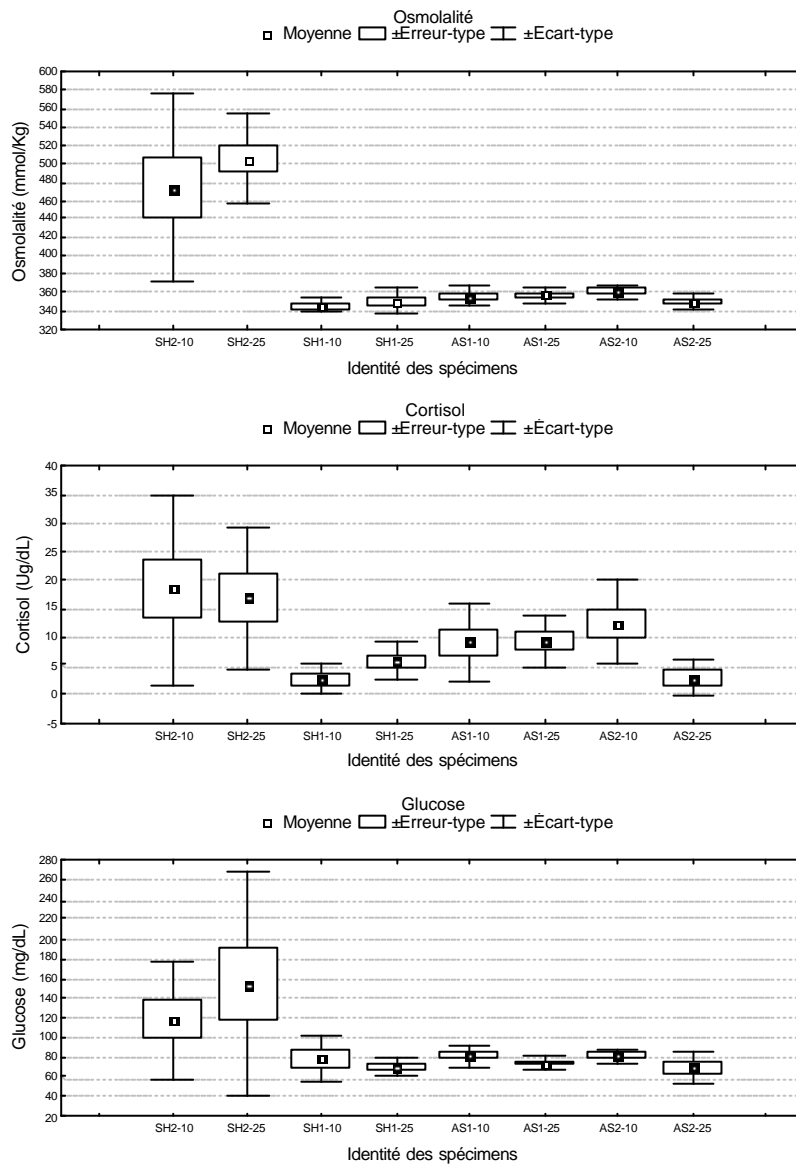 Osmolalité
Moyenne ±Erreur-type ±Ecart-type
600
580
560
540
520
500
480
460
440
420
400
380
360
340
320
Osmolalité (mmol/Kg)
SH2-10 SH2-25 SH1-10 SH1-25 AS1-10 AS1-25 AS2-10 AS2-25
Identité des spécimens
Cortisol
Moyenne ±Erreur-type ±Écart-type
40
35
30
25
20
15
10
5
0
-5
Cortisol (Ug/dL)
SH2-10 SH2-25 SH1-10 SH1-25 AS1-10 AS1-25 AS2-10 AS2-25
Identité des spécimens
Glucose
Moyenne ±Erreur-type ±Écart-type
280
260
240
220
200
180
160
140
120
100
80
60
40
20
Glucose (mg/dL)
SH2-10 SH2-25 SH1-10 SH1-25 AS1-10 AS1-25 AS2-10 AS2-25
Identité des spécimens